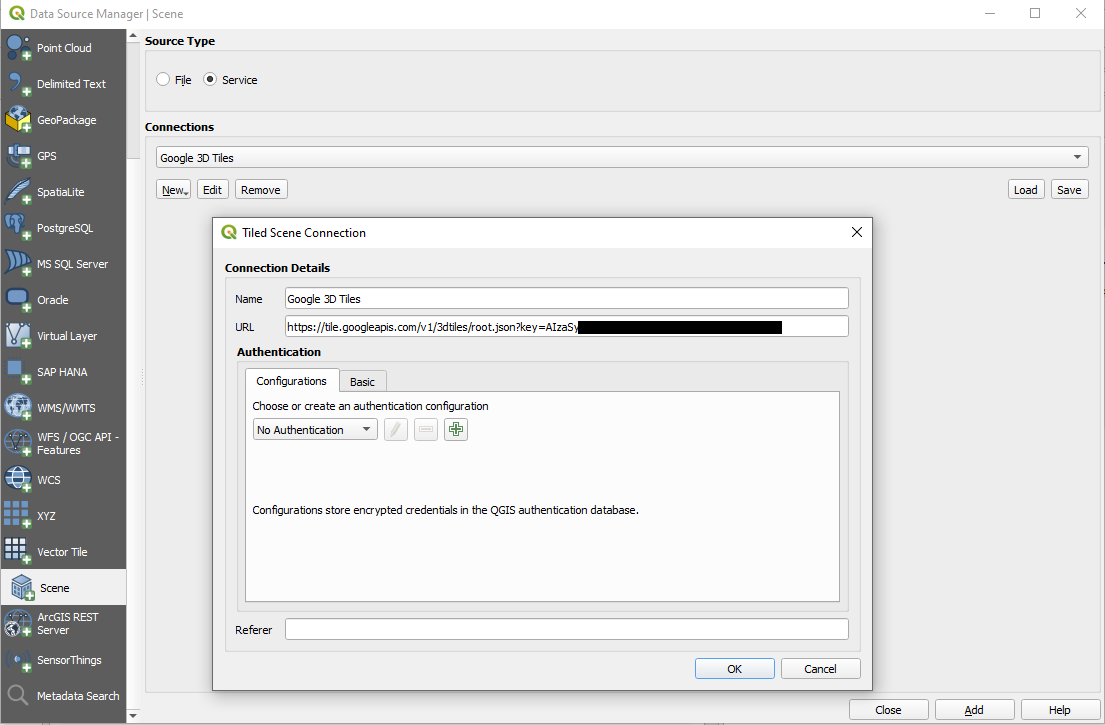 Data Source Manager | Scene
Point Cloud
Delimited Text
GeoPackage
GPS
SpatiaLite
PostgreSQL
MS SQL Server
Oracle
Virtual Layer
SAP HANA
WMS/WMTS
WFS / OGC API -
Features
WCS
XYZ
Vector Tile
Scene
ArcGIS REST
Server
SensorThings
Metadata Search
Source Type
File
Service
Connections
Google 3D Tiles
New
Edit
Remove
Load
Save
Tiled Scene Connection
Connection Details
Name
Google 3D Tiles
URL
https://tile.googleapis.com/v1/3dtiles/root.json?key=AIzaSy
Authentication
Configurations
Basic
Choose or create an authentication configuration
No Authentication
Configurations store encrypted credentials in the QGIS authentication database.
Referer
OK
Cancel
Close
Add
Help